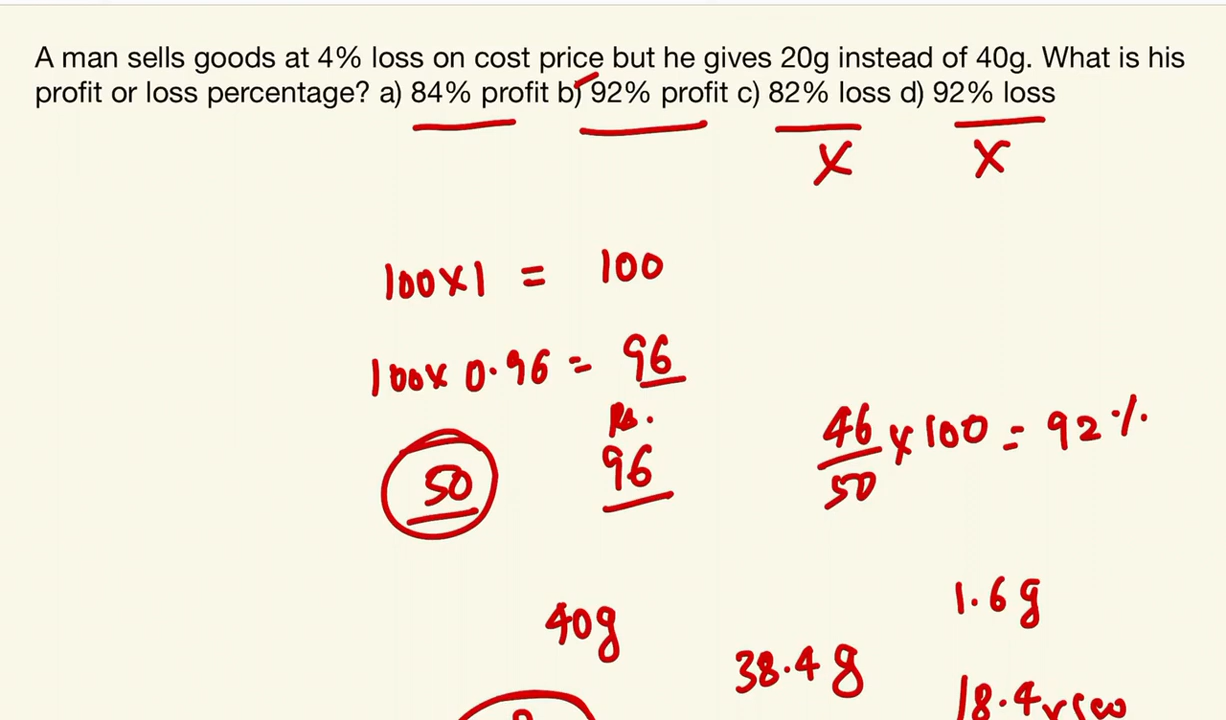 A man sells goods at 4% loss on cost price but he gives 20g instead of 40g. What is his
profit or loss percentage? a) 84% profit b) 92% profit c) 82% loss d) 92% loss
X X
100x1 = 100
100x 0.96 = 96
Rs.
50 96
46/50 x 100 = 92%
1.6g
40g
38.4g
18.4